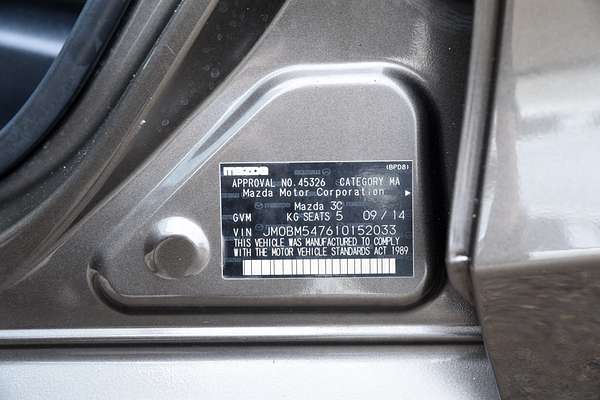 mazda (BPD8)
APPROVAL NO.45326 CATEGORY MA
Mazda Motor Corporation
Mazda 3C
GVM KG SEATS 5 09/14
VIN JM0BM547610152033
THIS VEHICLE WAS MANUFACTURED TO COMPLY
WITH THE MOTOR VEHICLE STANDARDS ACT 1989